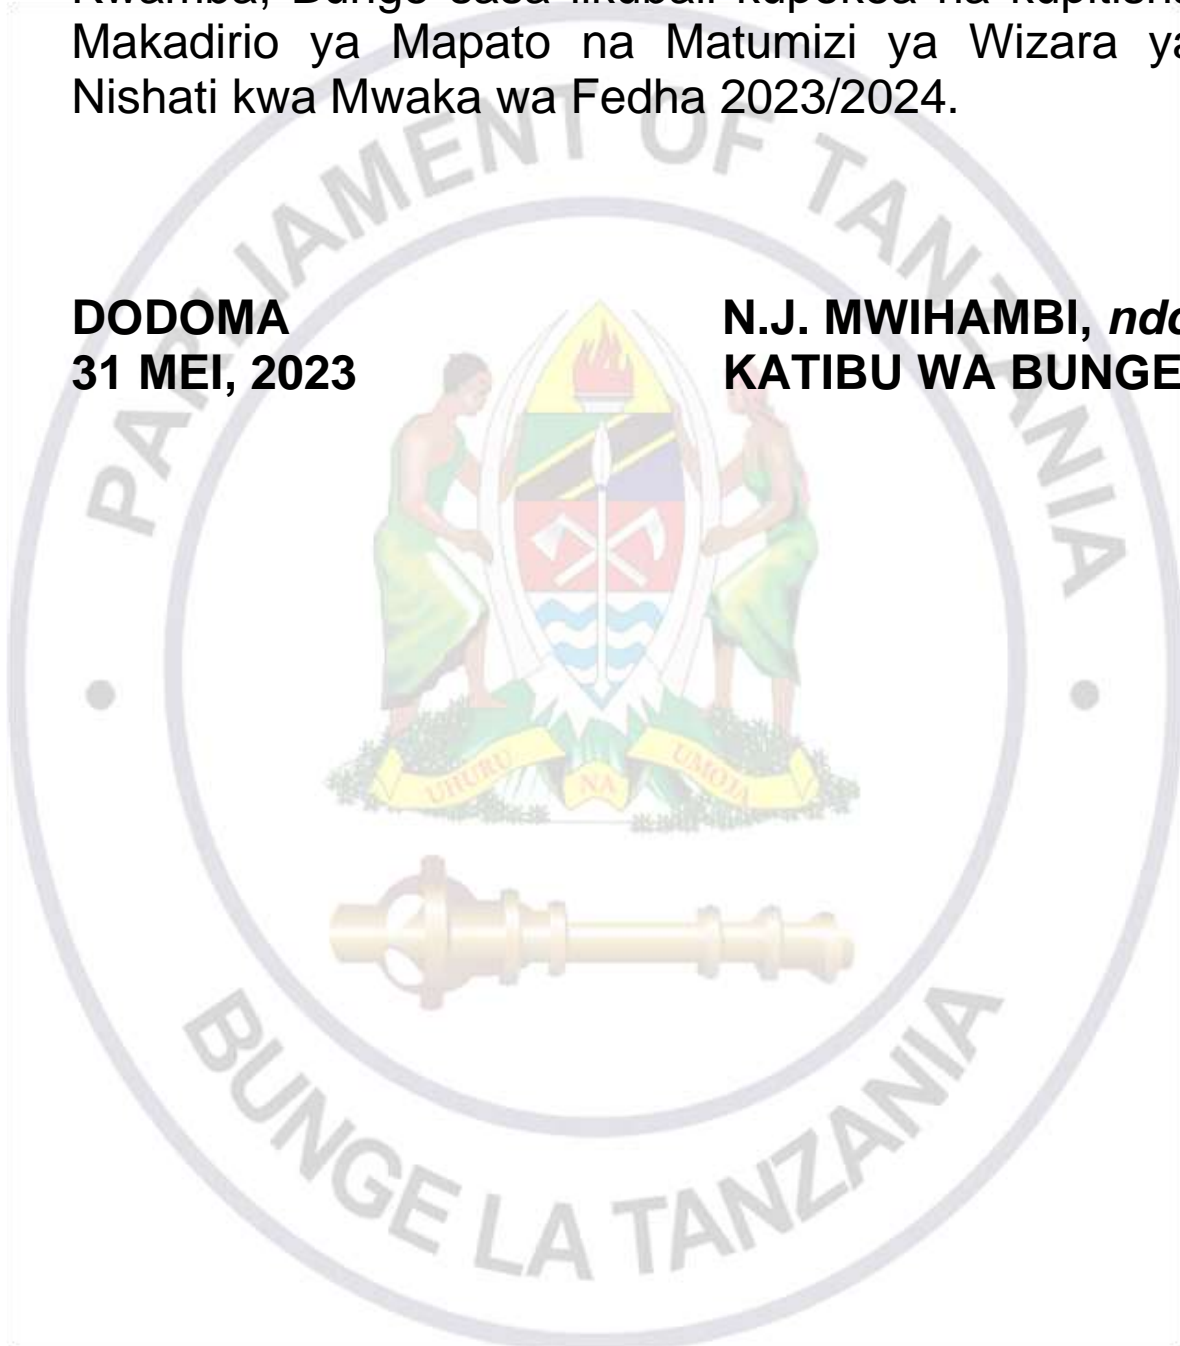 Makadirio ya Mapato na Matumizi ya Wizara ya
Nishati kwa Mwaka wa Fedha 2023/2024.
PARLIAMENT OF TANZANIA
DODOMA
N.J. MWIHAMBI,
31 MEI, 2023
KATIBU WA BUNGE
UHURU NA UMOJA
BUNGE LA TANZANIA